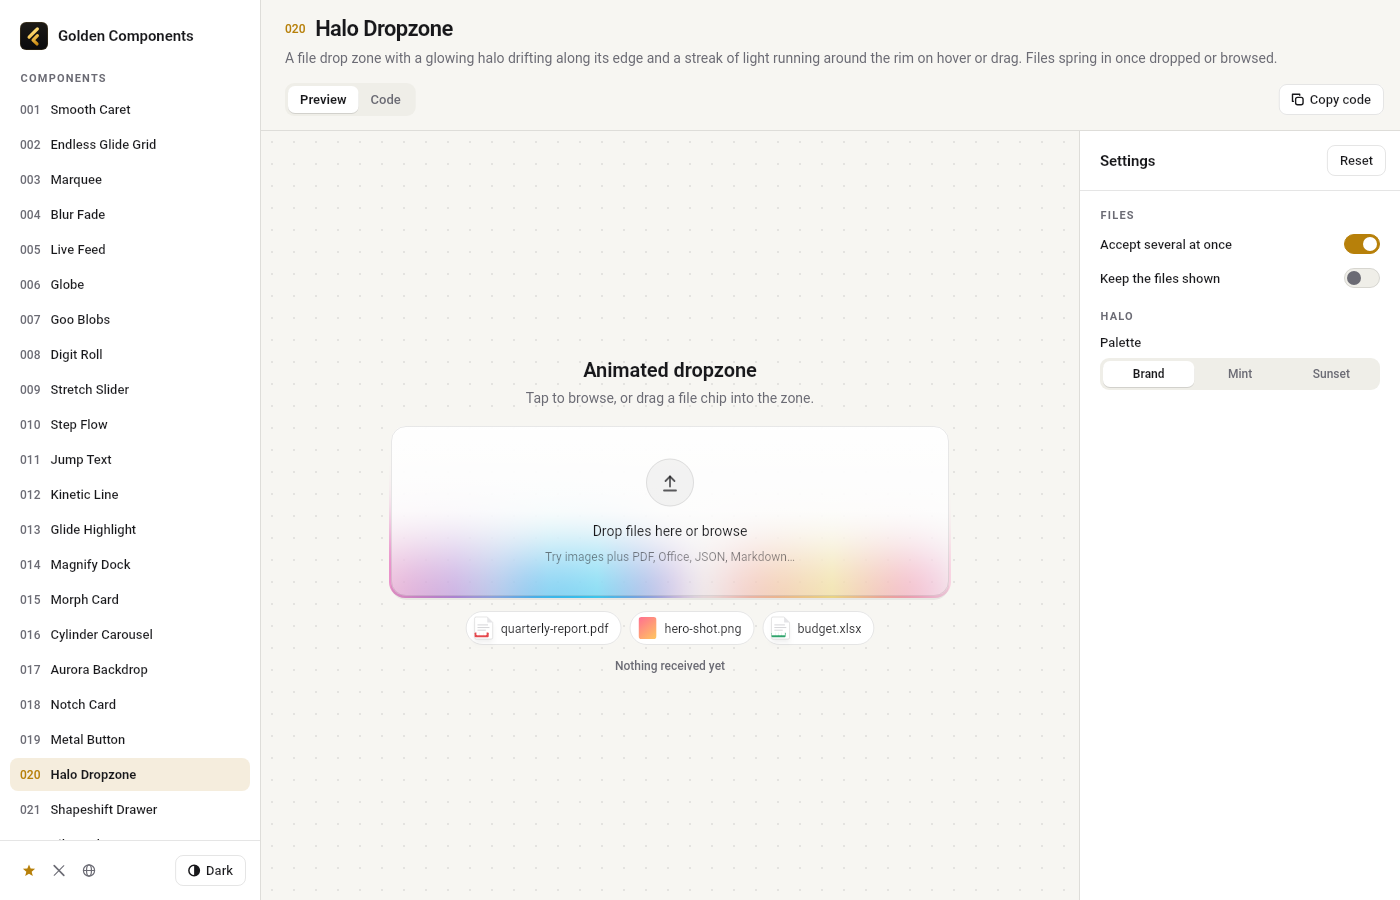 Golden Components
COMPONENTS
001 Smooth Caret
002 Endless Glide Grid
003 Marquee
004 Blur Fade
005 Live Feed
006 Globe
007 Goo Blobs
008 Digit Roll
009 Stretch Slider
010 Step Flow
011 Jump Text
012 Kinetic Line
013 Glide Highlight
014 Magnify Dock
015 Morph Card
016 Cylinder Carousel
017 Aurora Backdrop
018 Notch Card
019 Metal Button
020 Halo Dropzone
021 Shapeshift Drawer
Dark
020 Halo Dropzone
A file drop zone with a glowing halo drifting along its edge and a streak of light running around the rim on hover or drag. Files spring in once dropped or browsed.
Preview Code
Copy code
Animated dropzone
Tap to browse, or drag a file chip into the zone.
Drop files here or browse
Try images plus PDF, Office, JSON, Markdown…
quarterly-report.pdf hero-shot.png budget.xlsx
Nothing received yet
Settings Reset
FILES
Accept several at once
Keep the files shown
HALO
Palette
Brand Mint Sunset